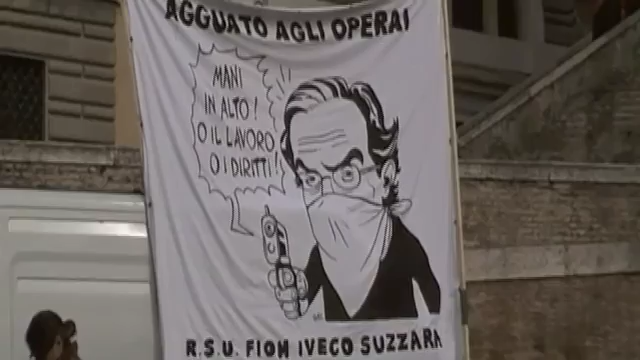 AGGUATO AGLI OPERAI
MANI
IN ALTO!
O IL LAVORO
O I DIRITTI!
R.S.U. FIOM IVECO SUZZARA